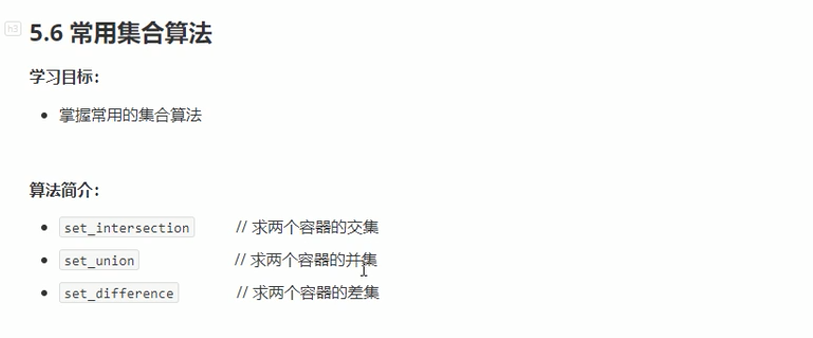 h3
5.6 常用集合算法
学习目标：
• 掌握常用的集合算法
算法简介：
• set_intersection // 求两个容器的交集
• set_union // 求两个容器的并集
• set_difference // 求两个容器的差集